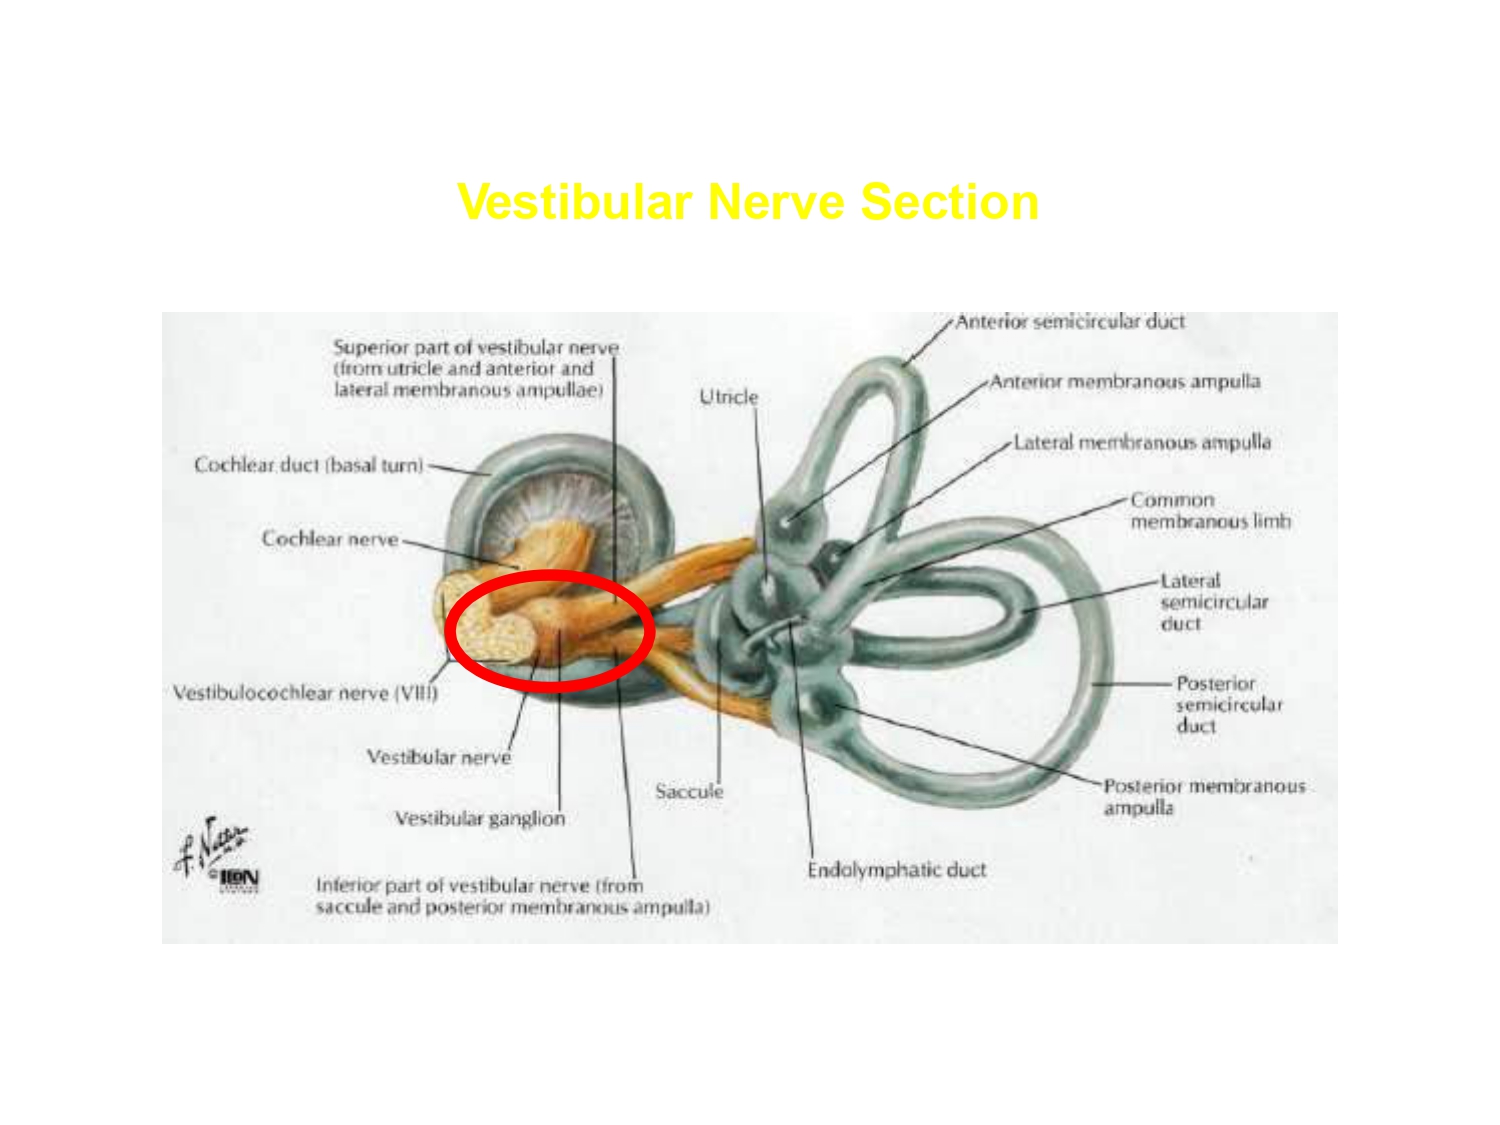 Vestibular Nerve Section
Anterior semicircular duct
Superior part of vestibular nerve
(from utricle and anterior and
lateral membranous ampullae)
Utricle
Anterior membranous ampulla
Lateral membranous ampulla
Cochlear duct (basal turn)
Common
membranous limb
Cochlear nerve
Lateral
semicircular
duct
Vestibulocochlear nerve (VIII)
Posterior
semicircular
duct
Vestibular nerve
Saccule
Posterior membranous
ampulla
Vestibular ganglion
Endolymphatic duct
Inferior part of vestibular nerve (from
saccule and posterior membranous ampulla)
f. Netter